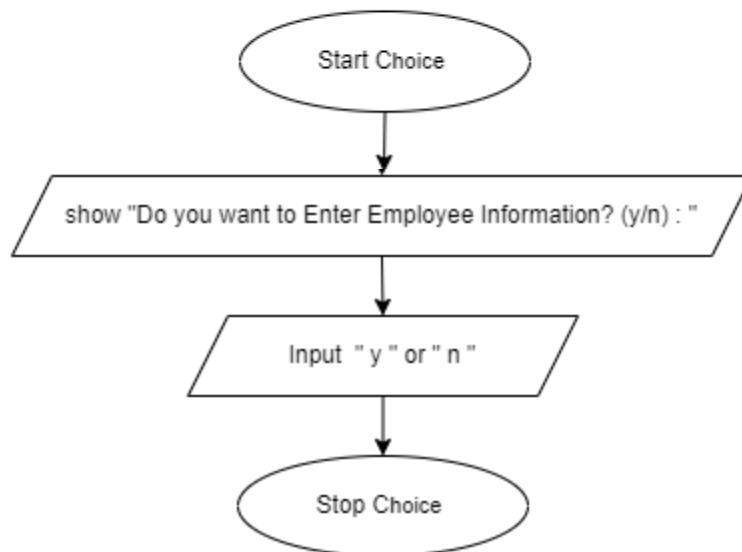 Start Choice
show "Do you want to Enter Employee Information? (y/n) : "
Input " y " or " n "
Stop Choice